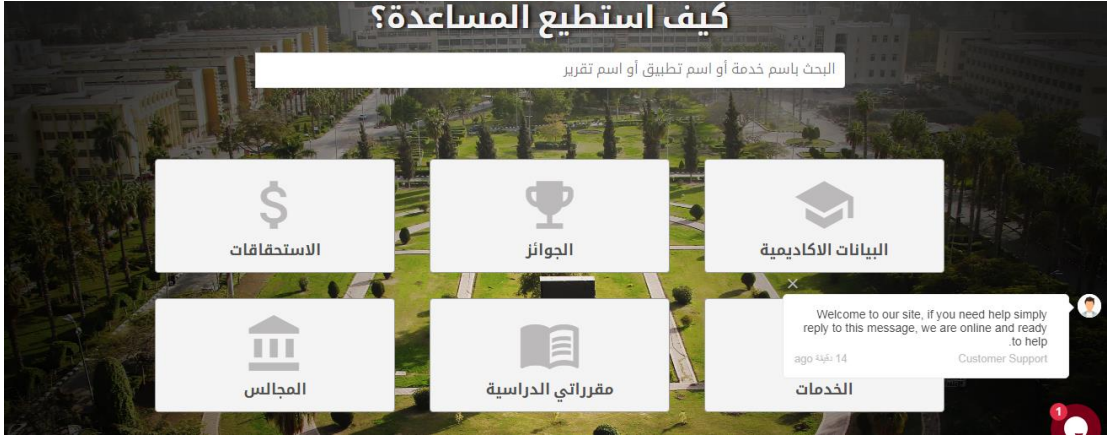 كيف استطيع المساعدة؟
البحث باسم خدمة أو اسم تطبيق أو اسم تقرير
البيانات الاكاديمية
الجوائز
الاستحقاقات
الخدمات
مقرراتي الدراسية
المجالس
Welcome to our site, if you need help simply
reply to this message, we are online and ready
.to help
Customer Support
14 دقيقة ago
1